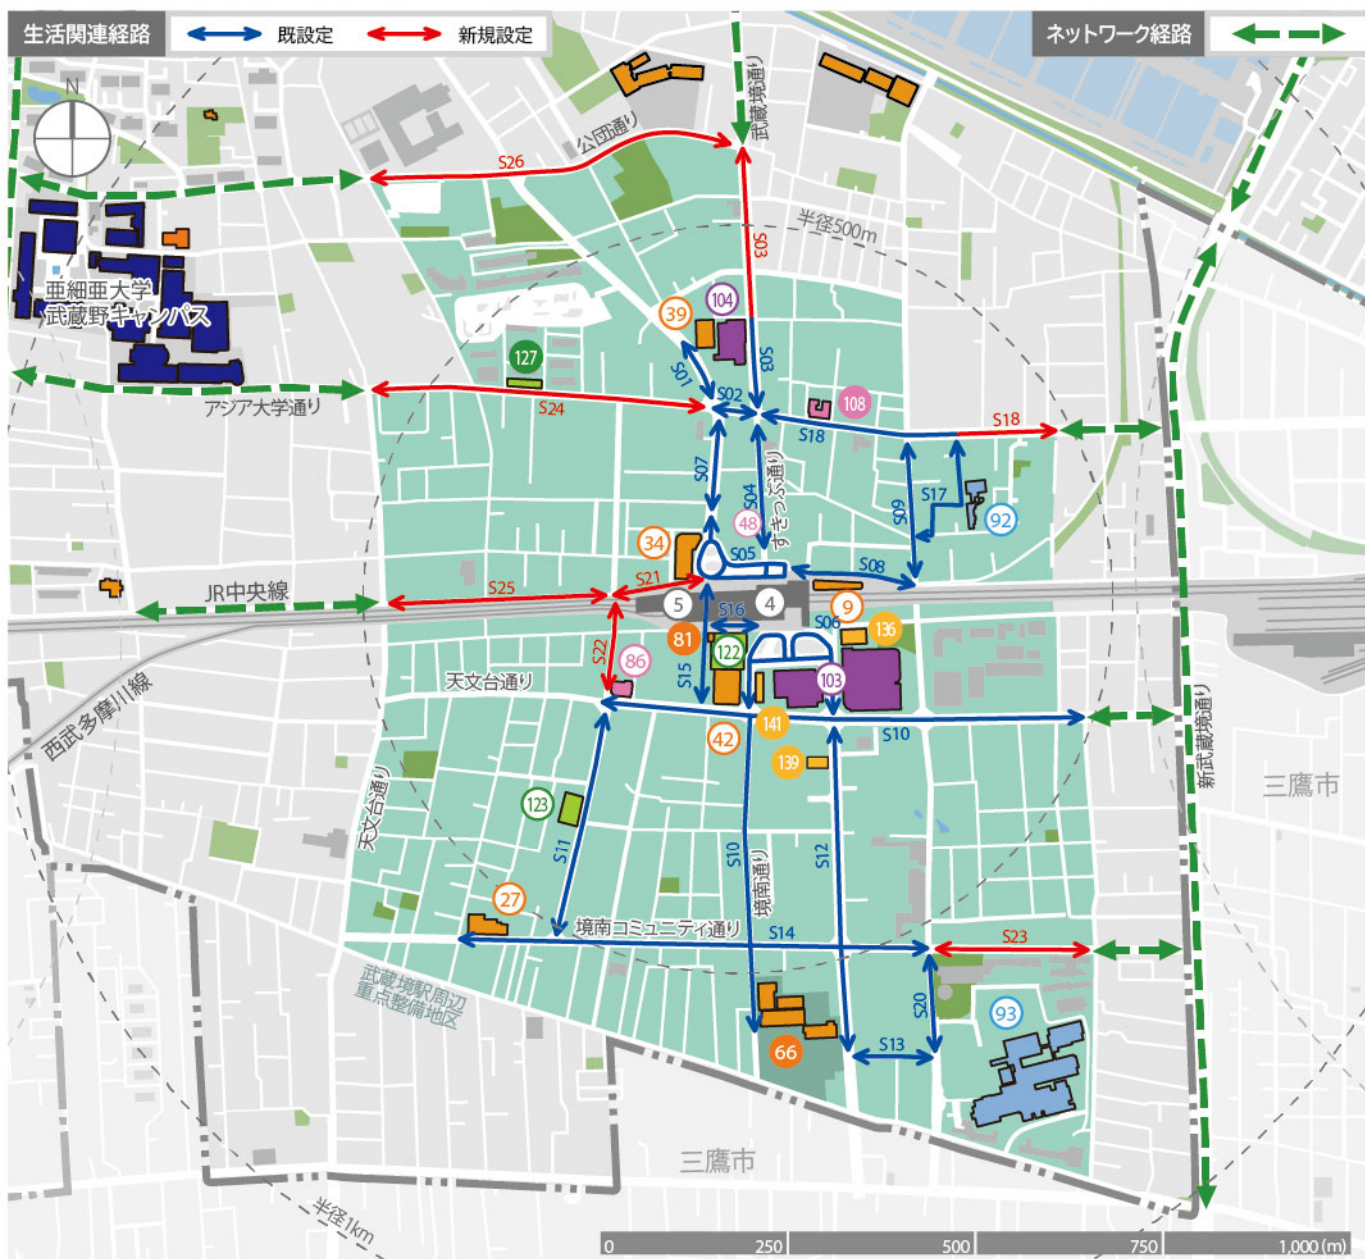 生活関連経路
既設定
新規設定
ネットワーク経路
N
公団通り
武蔵境通り
S26
半径500m
S03
亜細亜大学
武蔵野キャンパス
39
104
127
S01
S03
S02
アジア大学通り
S24
108
S18
S18
S07
S04
すきっぷ通り
S09
S17
92
48
34
S05
S08
JR中央線
S25
S21
5
4
S16
9
81
122
S06
136
S22
86
S15
103
天文台通り
西武多摩川線
42
141
S10
139
新武蔵境通り
三鷹市
天文台通り
123
S11
S10
境南通り
S12
27
境南コミュニティ通り
S14
S23
武蔵境駅周辺
重点整備地区
S20
93
66
S13
三鷹市
半径1km
0
250
500
750
1,000(m)